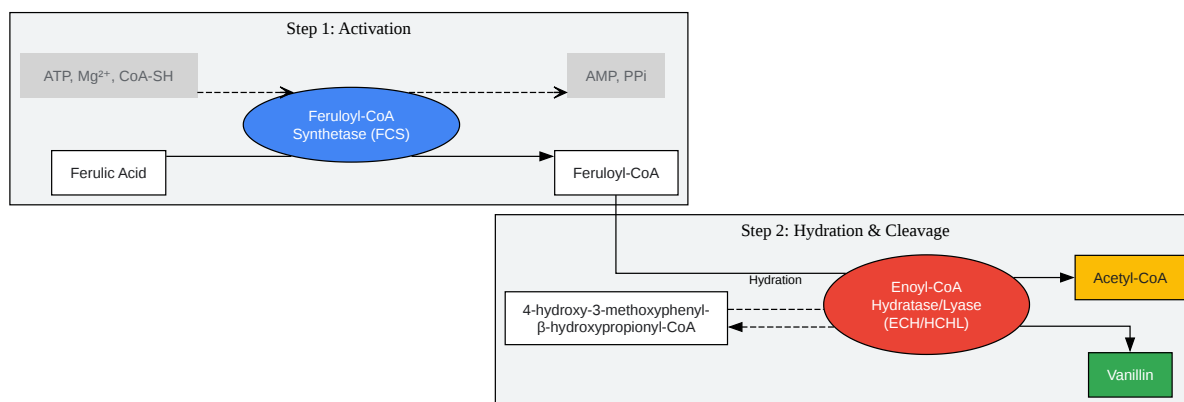 Step 1: Activation
ATP, Mg²⁺, CoA-SH
AMP, PPi
Feruloyl-CoA
Synthetase (FCS)
Ferulic Acid
Feruloyl-CoA
Step 2: Hydration & Cleavage
Hydration
Enoyl-CoA
Hydratase/Lyase
(ECH/HCHL)
Acetyl-CoA
4-hydroxy-3-methoxyphenyl-
β-hydroxypropionyl-CoA
Vanillin